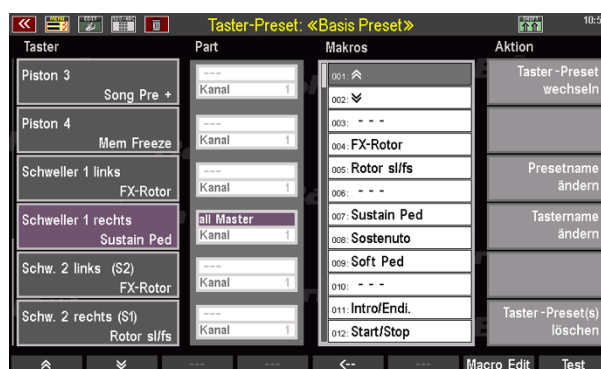 Taster-Preset: «Basis Preset»
Taster
Part
Makros
Aktion
Piston 3
Song Pre +
---
Kanal 1
Piston 4
Mem Freeze
---
Kanal 1
Schweller 1 links
FX-Rotor
---
Kanal 1
Schweller 1 rechts
Sustain Ped
all Master
Kanal 1
Schw. 2 links (S2)
FX-Rotor
---
Kanal 1
Schw. 2 rechts (S1)
Rotor sl/fs
---
Kanal 1
001:
002:
003: - - -
004: FX-Rotor
005: Rotor sl/fs
006: - - -
007: Sustain Ped
008: Sostenuto
009: Soft Ped
010: - - -
011: Intro/Endi.
012: Start/Stop
Taster-Preset
wechseln
Presetname
ändern
Tastername
ändern
Taster-Preset(s)
löschen
---
---
<--
---
Macro Edit
Test